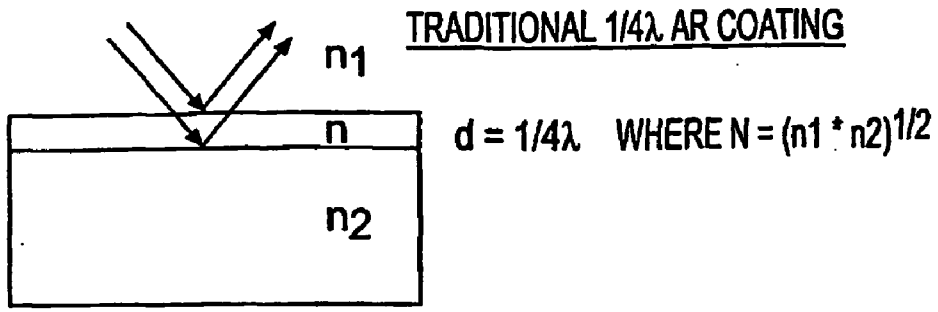 TRADITIONAL 1/4λ AR COATING
n1
n
d = 1/4λ WHERE N = (n1 * n2)1/2
n2